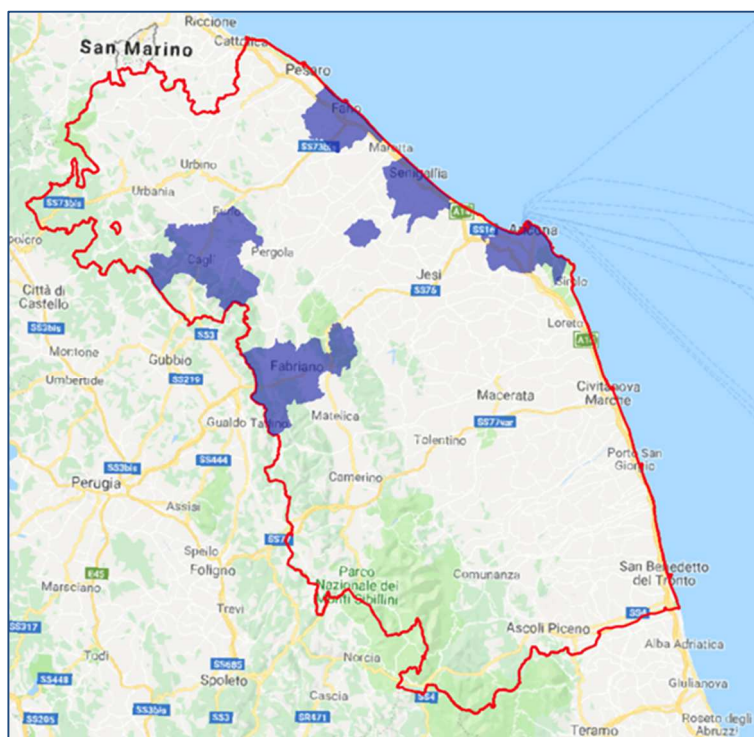 Riccione
San Marino
Cattolica
Pesaro
Fano
SS73bis
Marotta
Urbino
Senigallia
Urbania
SS73bis
Furlo
A14
SS16
Ancona
Cagli
Pergola
Jesi
Sirolo
Città di
Castello
SS76
Loreto
SS3bis
SS3
Montone
Gubbio
Umbertide
SS219
Fabriano
Macerata
Civitanova
Marche
Matelica
SS77var
Gualdo Tadino
Tolentino
SS444
Porto San
Giorgio
SS3bis
Perugia
Camerino
Assisi
Spello
Foligno
E45
Marsciano
Parco
Nazionale dei
Monti Sibillini
Comunanza
San Benedetto
del Tronto
Trevi
SS4
SS317
Ascoli Piceno
Alba Adriatica
Todi
SS685
Norcia
SS448
Spoleto
Giulianova
Cascia
SS4
SS3bis
SS3
SR471
Roseto degli
Abruzzi
Teramo